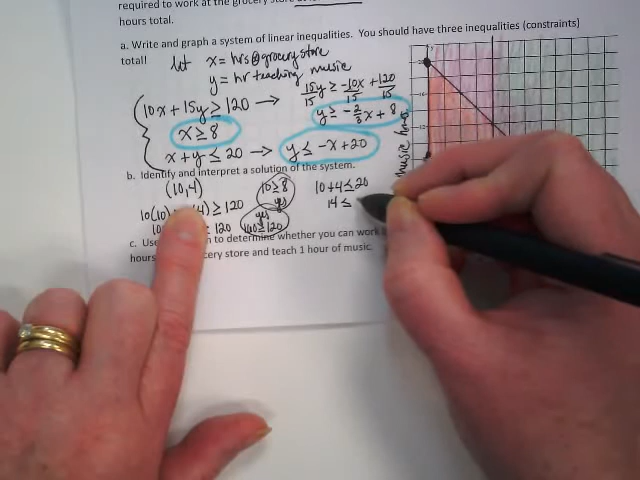 required to work at the grocery store
hours total.
a. Write and graph a system of linear inequalities. You should have three inequalities (constraints)
totall
let x = hrs@grocery store
y = hr teaching music
10x + 15y ≥ 120 → 15y/15 ≥ -10x/15 + 120/15
y ≥ -2/3x + 8
x ≥ 8
x + y ≤ 20 → y ≤ -x + 20
music hours
b. Identify and interpret a solution of the system.
(10,4)
10(10) (4) ≥ 120
120
10 ≥ 8
yes
yes
160 ≥ 120
10+4 ≤ 20
14 ≤
c. Use to determine whether you can work
hours store and teach 1 hour of music.